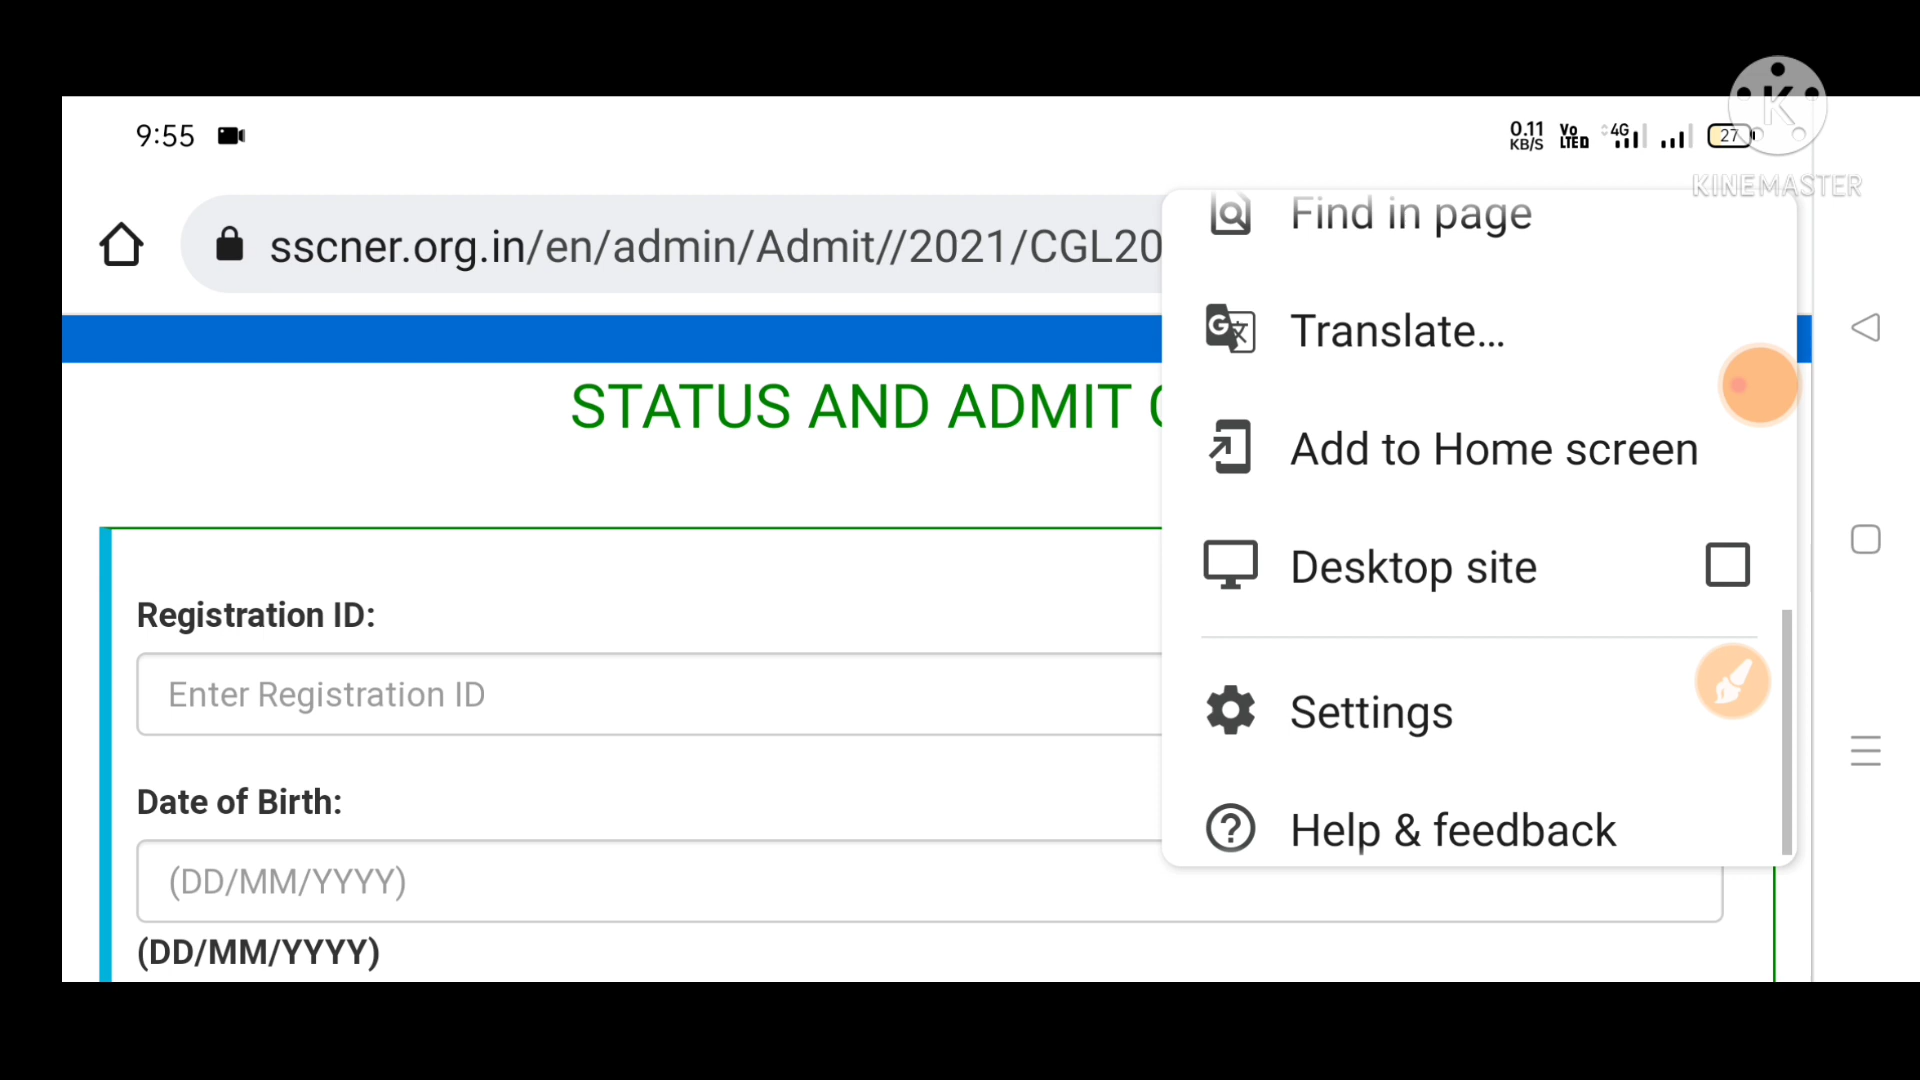 9:55
0.11 KB/S
Vo LTED
4G
27
K
KINEMASTER
sscner.org.in/en/admin/Admit//2021/CGL20
Find in page
Translate...
Add to Home screen
Desktop site
Settings
Help & feedback
STATUS AND ADMIT
Registration ID:
Enter Registration ID
Date of Birth:
(DD/MM/YYYY)
(DD/MM/YYYY)